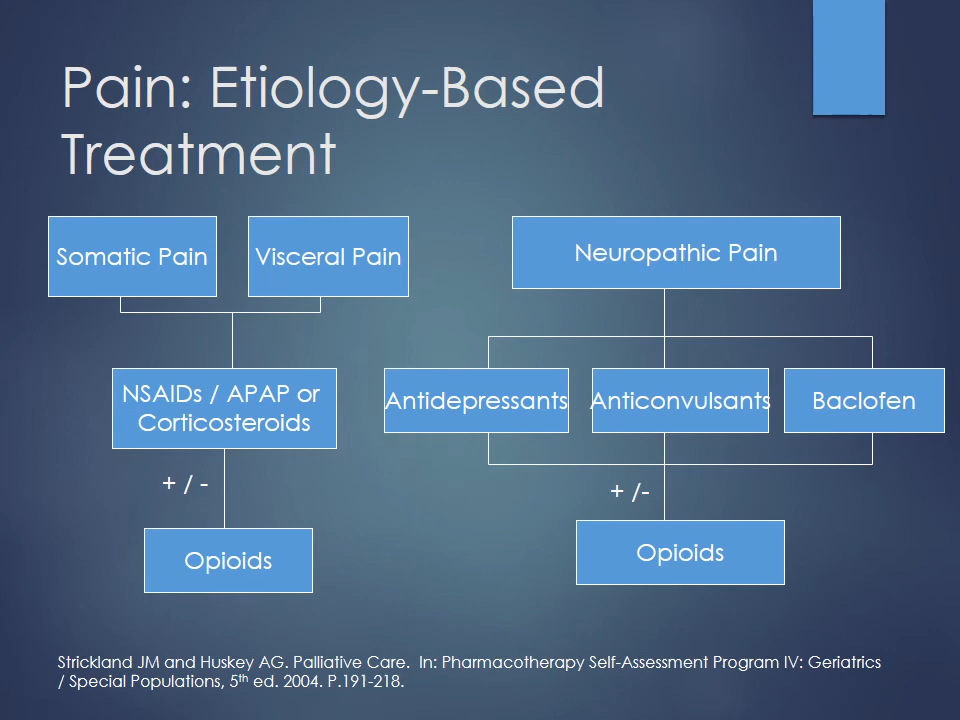 Pain: Etiology-Based
Treatment
Somatic Pain
Visceral Pain
Neuropathic Pain
NSAIDs / APAP or
Corticosteroids
Antidepressants
Anticonvulsants
Baclofen
+ / -
+ /-
Opioids
Opioids
Strickland JM and Huskey AG. Palliative Care.  In: Pharmacotherapy Self-Assessment Program IV: Geriatrics
/ Special Populations, 5th ed. 2004. P.191-218.